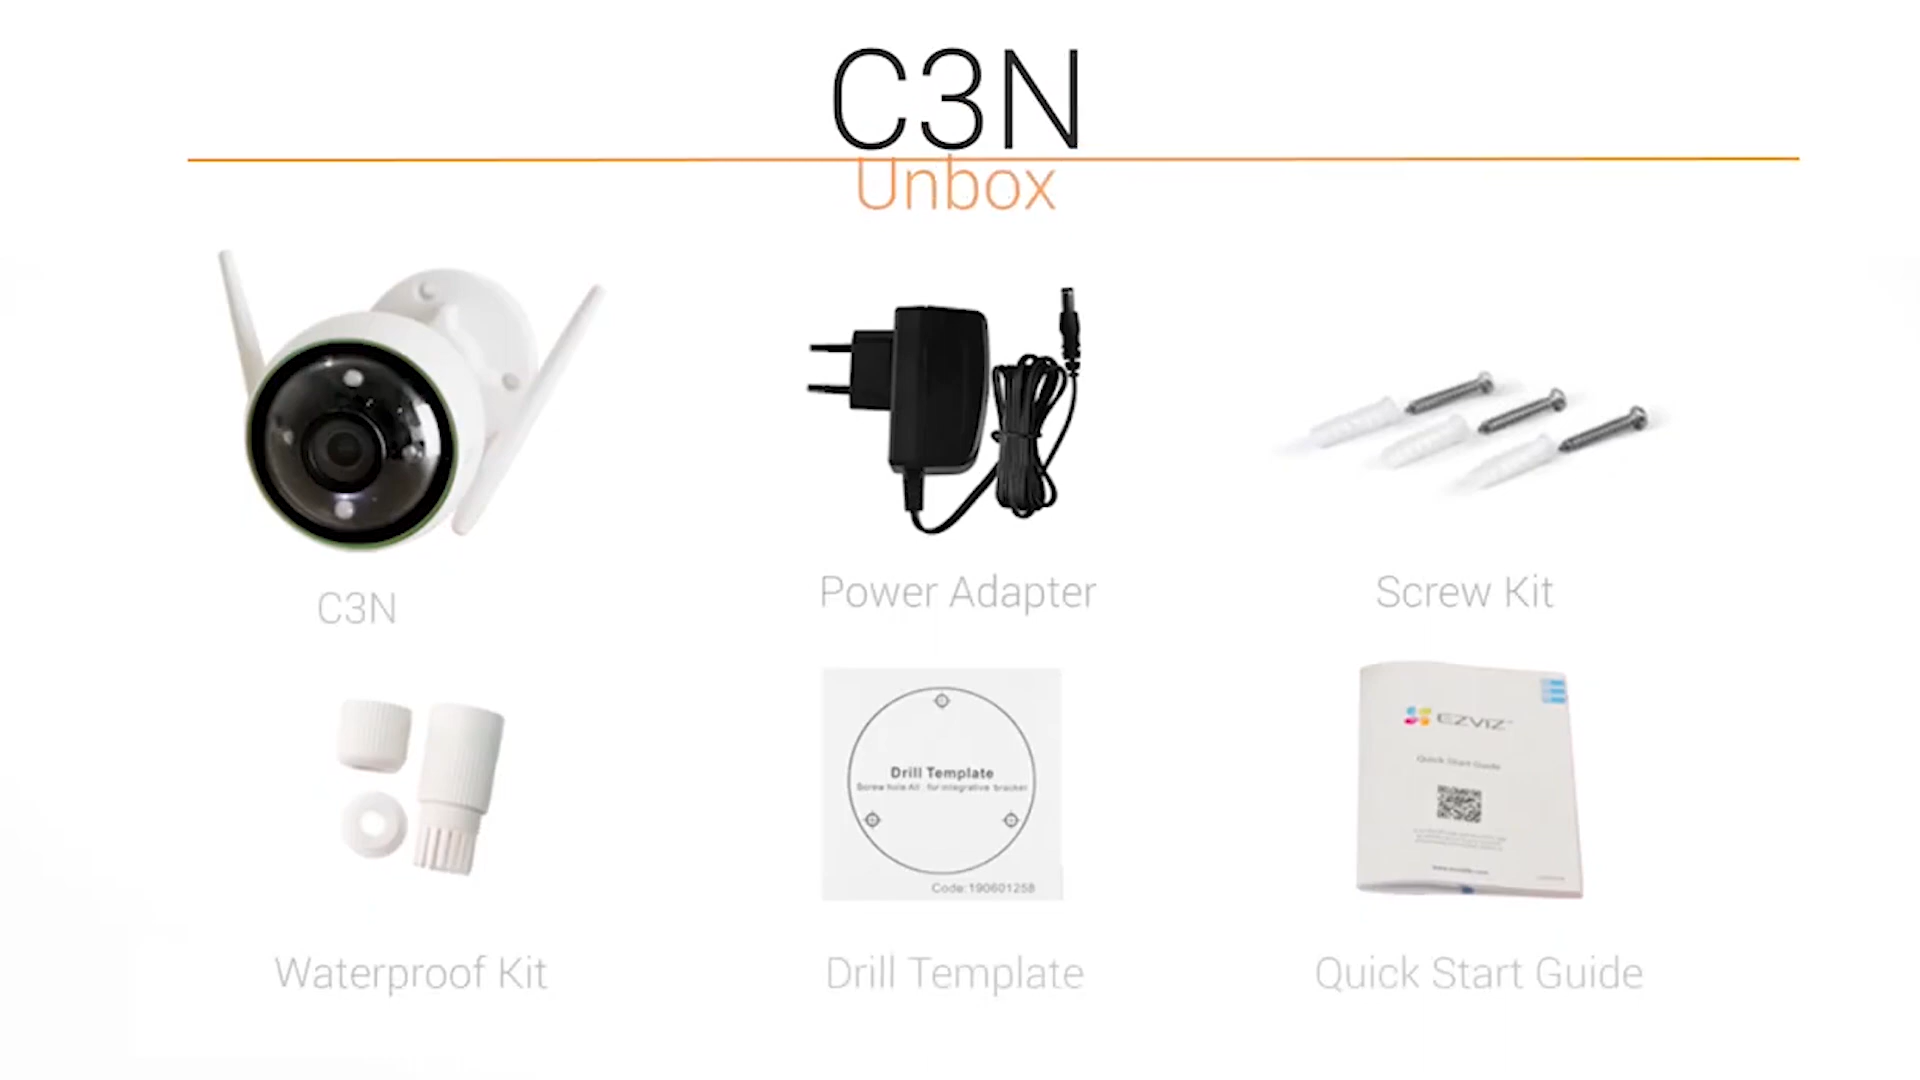 C3N
Unbox
C3N
Power Adapter
Screw Kit
Drill Template
Code:190601258
EZVIZ
Quick Start Guide
Waterproof Kit
Drill Template
Quick Start Guide